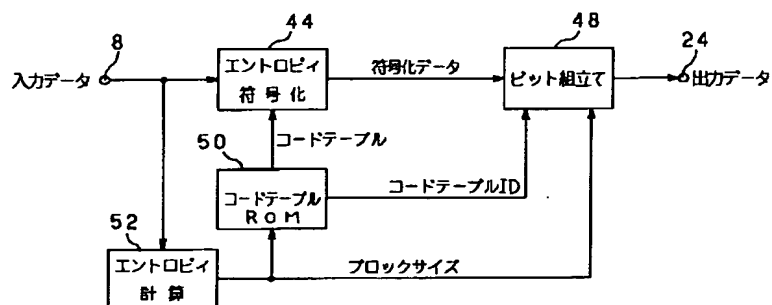 44
48
8
24
入力データ
エントロピィ
符号化
符号化データ
ビット組立て
出力データ
コードテーブル
50
コードテーブル
ROM
コードテーブルID
52
エントロピィ
計算
ブロックサイズ